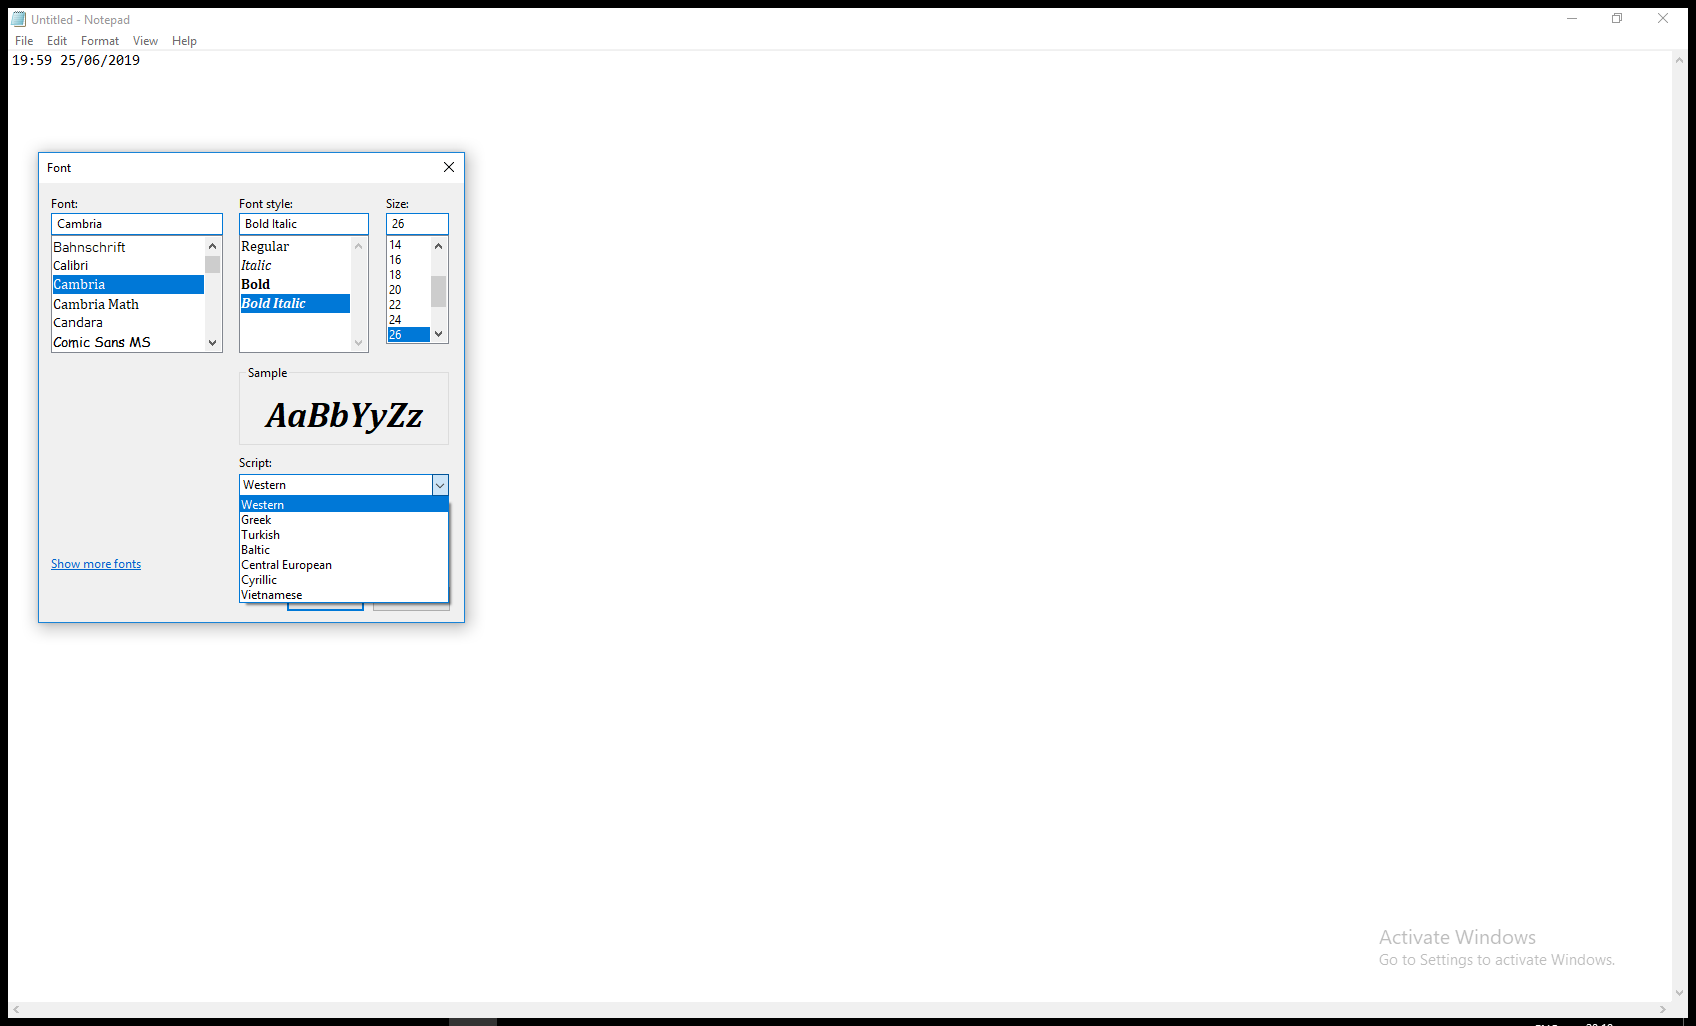 Untitled - Notepad
File Edit Format View Help
19:59 25/06/2019
Font
Font:
Cambria
Bahnschrift
Calibri
Cambria
Cambria Math
Candara
Comic Sans MS
Font style:
Bold Italic
Regular
Italic
Bold
Bold Italic
Size:
26
14
16
18
20
22
24
26
Sample
AaBbYyZz
Script:
Western
Western
Greek
Turkish
Baltic
Central European
Cyrillic
Vietnamese
Show more fonts
Activate Windows
Go to Settings to activate Windows.